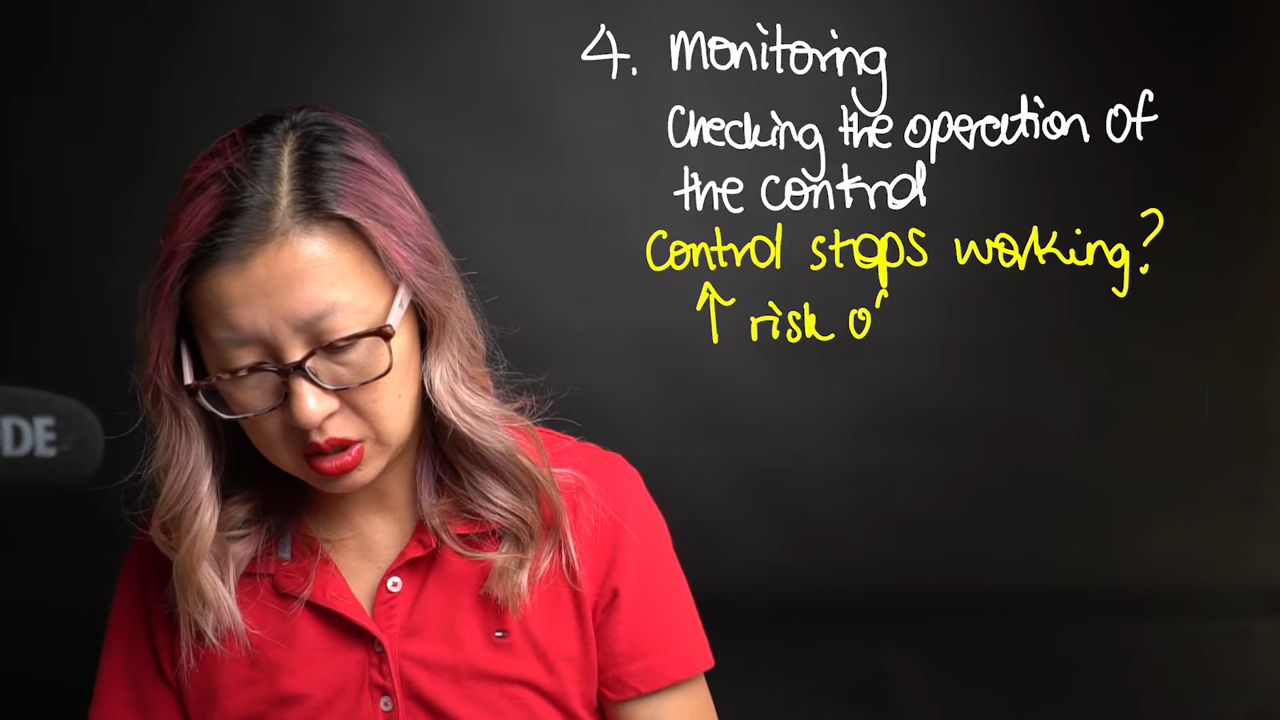 4. Monitoring
Checking the operation of
the control
Control stops working?
↑ risk o
DE